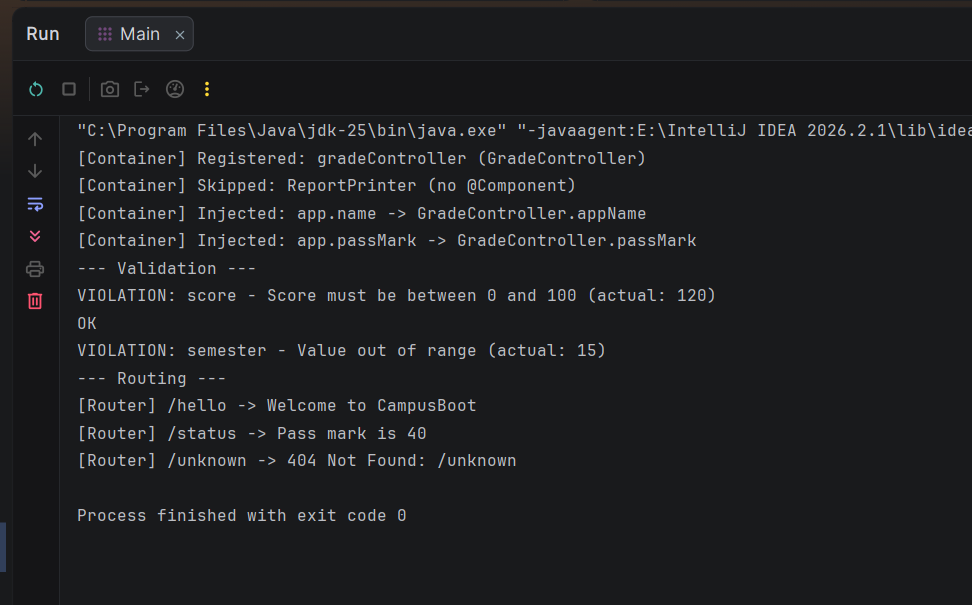 Run Main
"C:\Program Files\Java\jdk-25\bin\java.exe" "-javaagent:E:\IntelliJ IDEA 2026.2.1\lib\idea
[Container] Registered: gradeController (GradeController)
[Container] Skipped: ReportPrinter (no @Component)
[Container] Injected: app.name -> GradeController.appName
[Container] Injected: app.passMark -> GradeController.passMark
--- Validation ---
VIOLATION: score - Score must be between 0 and 100 (actual: 120)
OK
VIOLATION: semester - Value out of range (actual: 15)
--- Routing ---
[Router] /hello -> Welcome to CampusBoot
[Router] /status -> Pass mark is 40
[Router] /unknown -> 404 Not Found: /unknown
Process finished with exit code 0